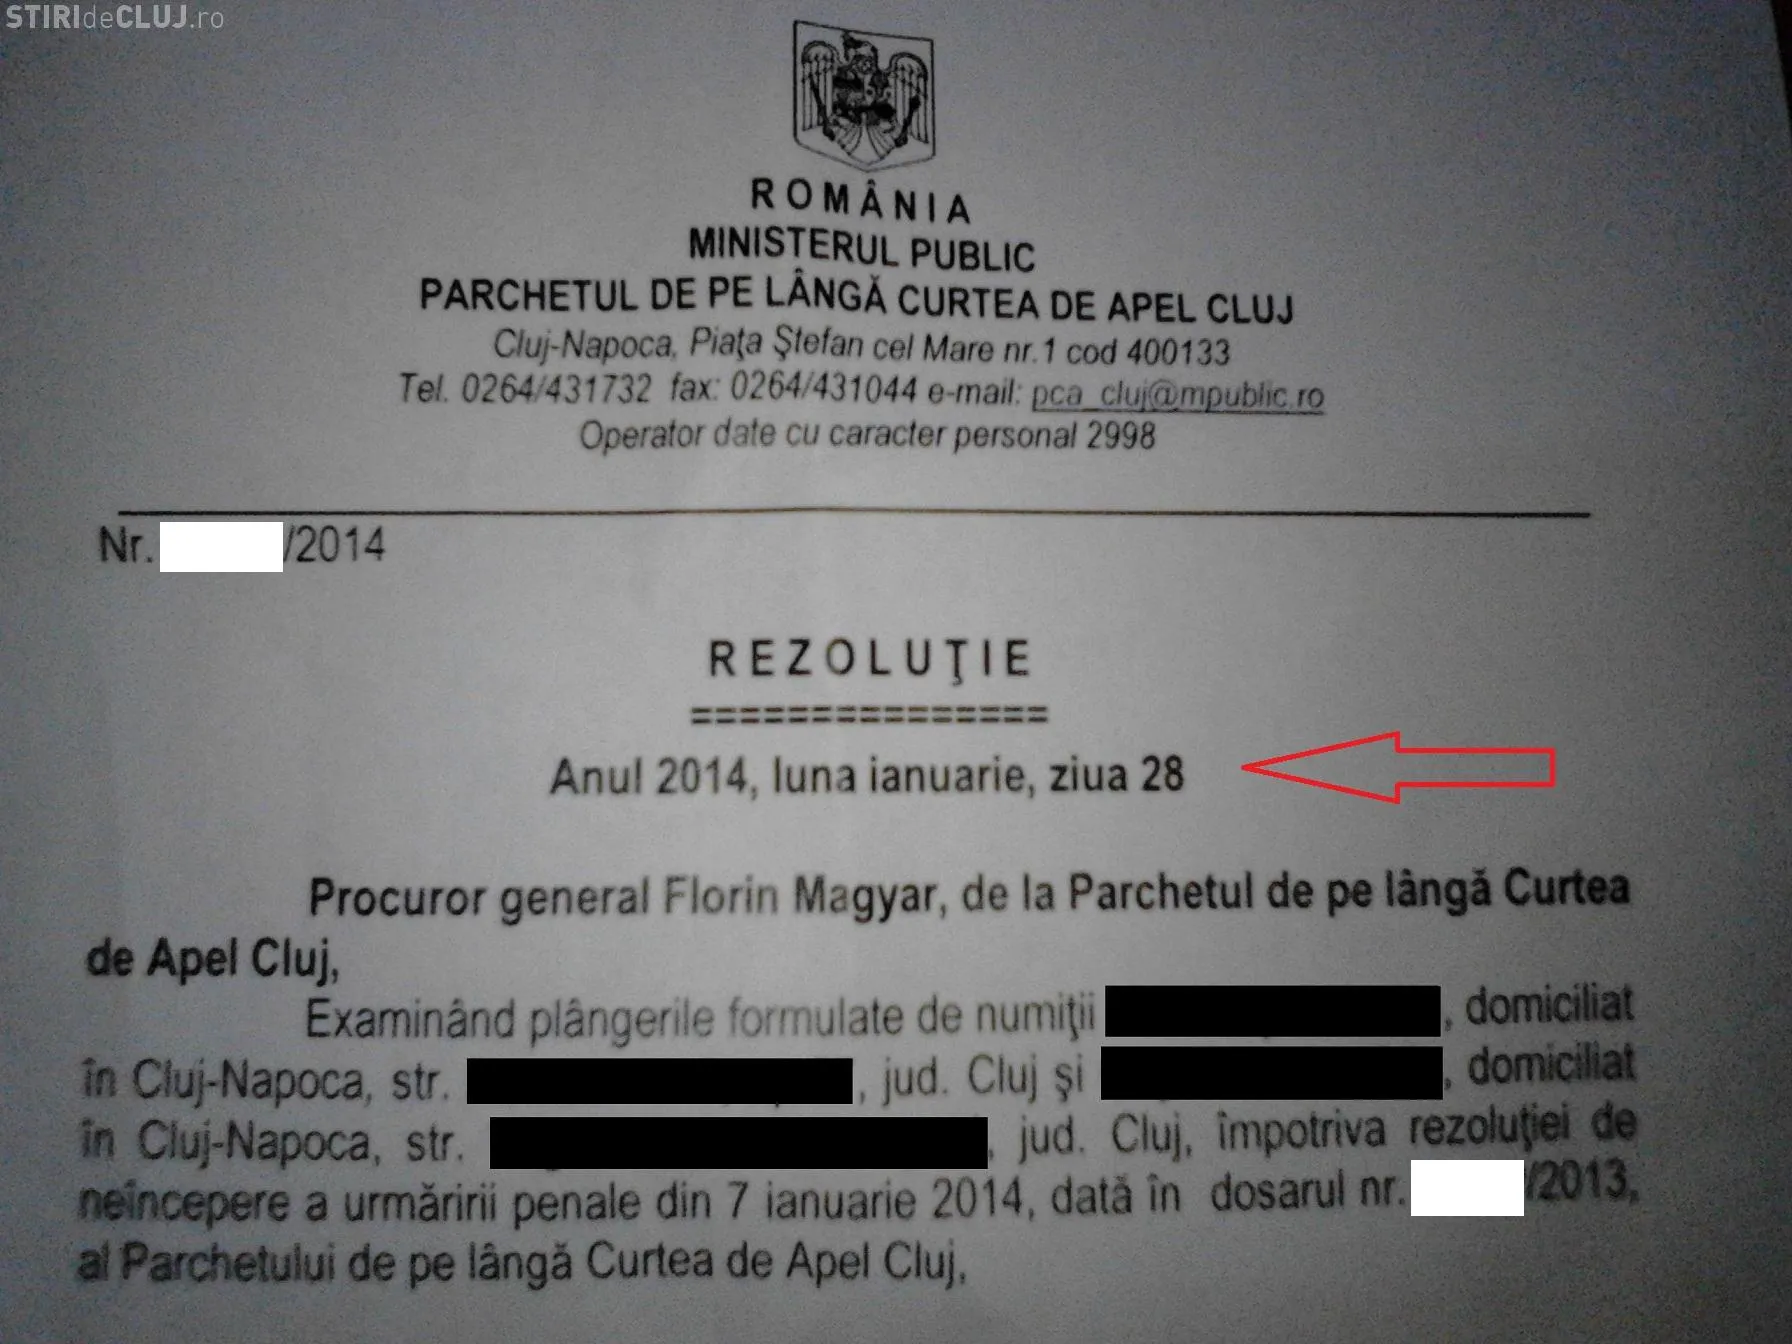 STIRIdeCLUJ.ro
ROMÂNIA
MINISTERUL PUBLIC
PARCHETUL DE PE LÂNGĂ CURTEA DE APEL CLUJ
Cluj-Napoca, Piaţa Ştefan cel Mare nr.1 cod 400133
Tel. 0264/431732 fax: 0264/431044 e-mail: pca_cluj@mpublic.ro
Operator date cu caracter personal 2998
Nr. /2014
REZOLUŢIE
===============
Anul 2014, luna ianuarie, ziua 28
Procuror general Florin Magyar, de la Parchetul de pe lângă Curtea
de Apel Cluj,
Examinând plângerile formulate de numiţii , domiciliat
în Cluj-Napoca, str. , jud. Cluj şi , domiciliat
în Cluj-Napoca, str. , jud. Cluj, împotriva rezoluţiei de
neîncepere a urmăririi penale din 7 ianuarie 2014, dată în dosarul nr. /2013,
al Parchetului de pe lângă Curtea de Apel Cluj,